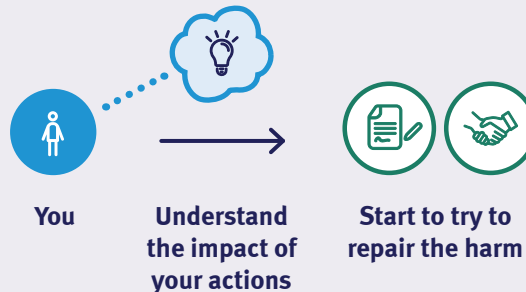 You
Understand
the impact of
your actions
Start to try to
repair the harm